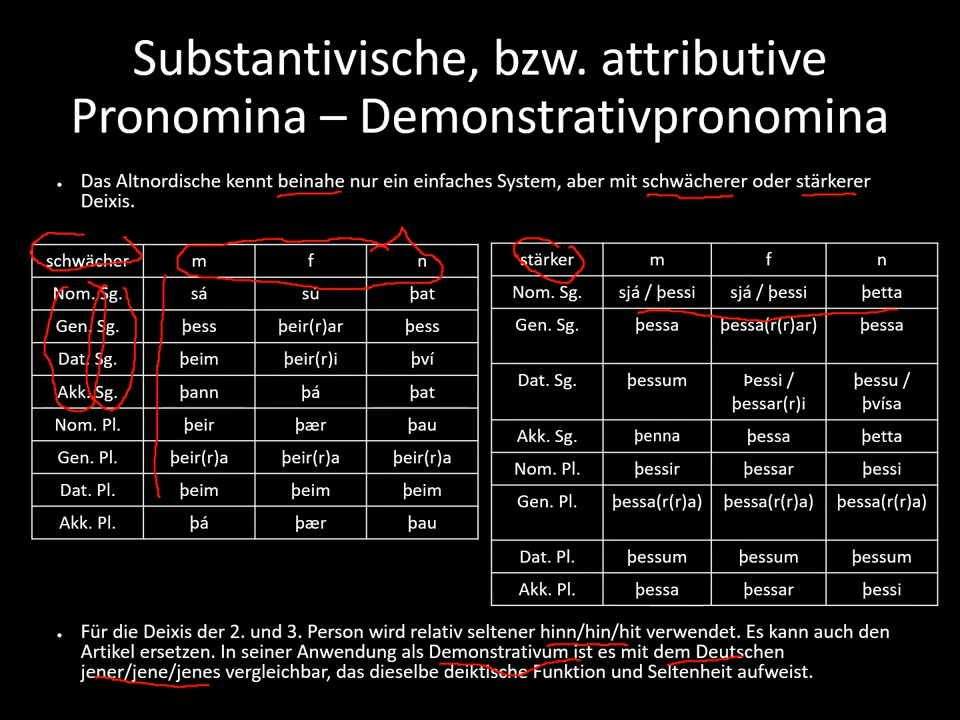 Substantivische, bzw. attributive
Pronomina – Demonstrativpronomina
• Das Altnordische kennt beinahe nur ein einfaches System, aber mit schwächerer oder stärkerer
Deixis.
schwächer m f n
Nom. Sg. sá sú þat
Gen. Sg. þess þeir(r)ar þess
Dat. Sg. þeim þeir(r)i því
Akk. Sg. þann þá þat
Nom. Pl. þeir þær þau
Gen. Pl. þeir(r)a þeir(r)a þeir(r)a
Dat. Pl. þeim þeim þeim
Akk. Pl. þá þær þau
stärker m f n
Nom. Sg. sjá / þessi sjá / þessi þetta
Gen. Sg. þessa þessa(r(r)ar) þessa
Dat. Sg. þessum Þessi / þessu /
þessar(r)i þvísa
Akk. Sg. þenna þessa þetta
Nom. Pl. þessir þessar þessi
Gen. Pl. þessa(r(r)a) þessa(r(r)a) þessa(r(r)a)
Dat. Pl. þessum þessum þessum
Akk. Pl. þessa þessar þessi
• Für die Deixis der 2. und 3. Person wird relativ seltener hinn/hin/hit verwendet. Es kann auch den
Artikel ersetzen. In seiner Anwendung als Demonstrativum ist es mit dem Deutschen
jener/jene/jenes vergleichbar, das dieselbe deiktische Funktion und Seltenheit aufweist.